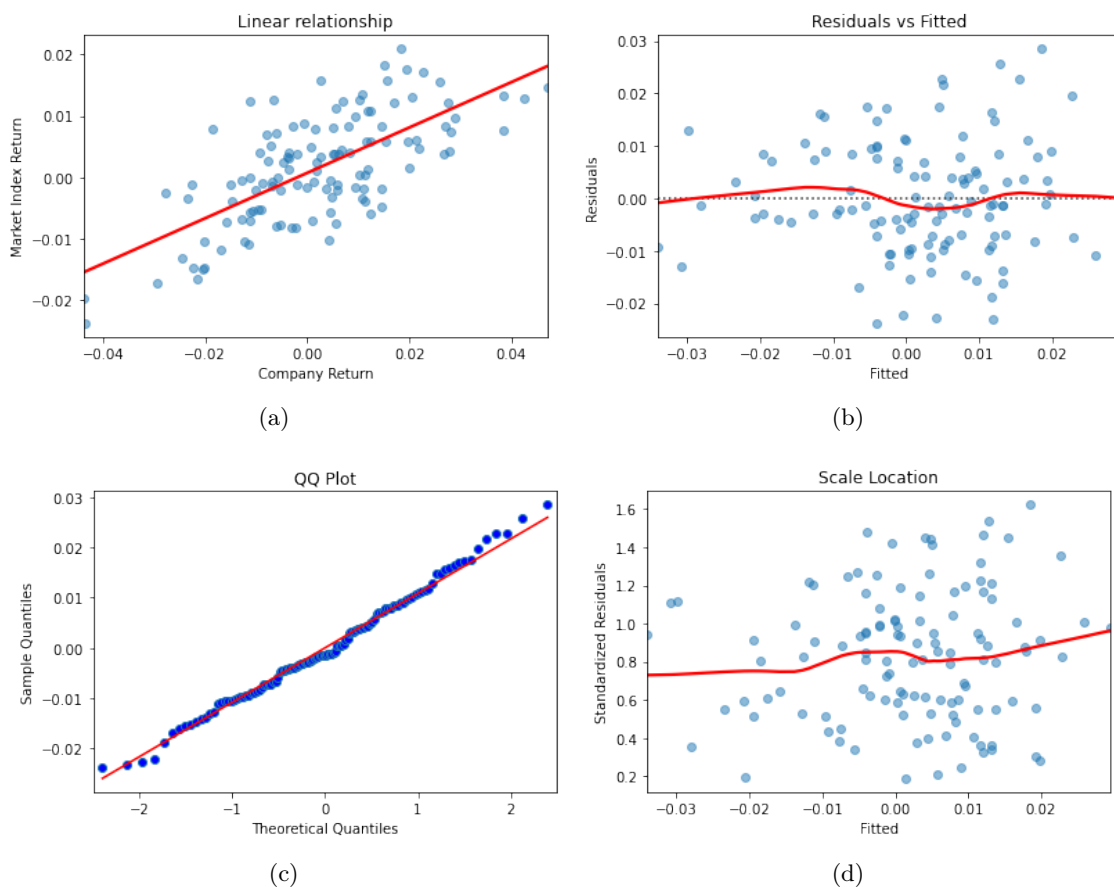 Linear relationship
0.02
0.01
0.00
−0.01
−0.02
Market Index Return
−0.04
−0.02
0.00
0.02
0.04
Company Return
(a)
Residuals vs Fitted
0.03
0.02
0.01
0.00
−0.01
−0.02
Residuals
−0.03
−0.02
−0.01
0.00
0.01
0.02
Fitted
(b)
QQ Plot
0.03
0.02
0.01
0.00
−0.01
−0.02
Sample Quantiles
−2
−1
0
1
2
Theoretical Quantiles
(c)
Scale Location
1.6
1.4
1.2
1.0
0.8
0.6
0.4
0.2
Standardized Residuals
−0.03
−0.02
−0.01
0.00
0.01
0.02
Fitted
(d)